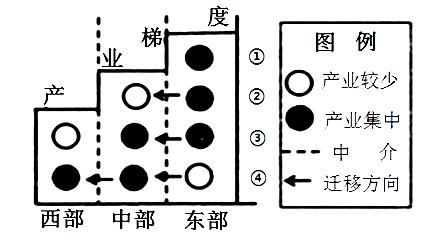 产业梯度
①
②
③
④
西部 中部 东部
图 例
产业较少
产业集中
中 介
迁移方向